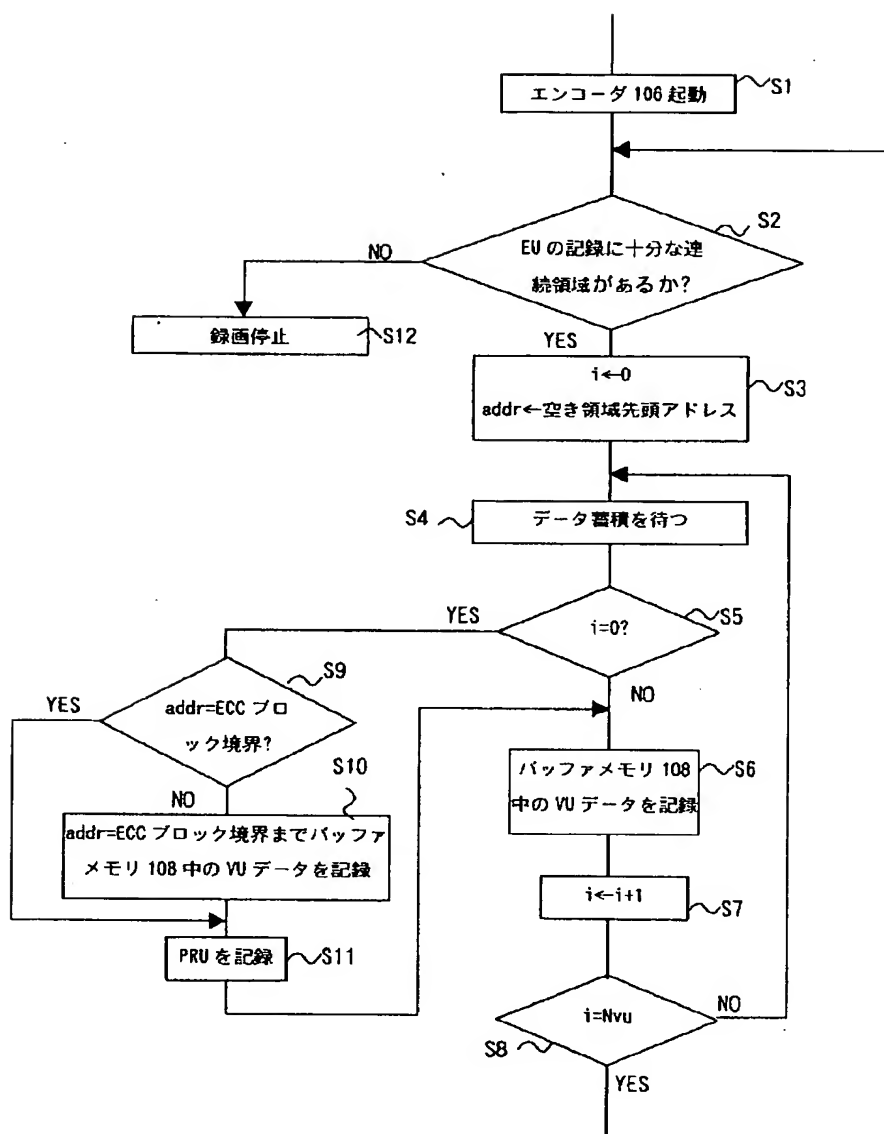 エンコーダ 106 起動
S1
S2
EU の記録に十分な連
続領域があるか?
NO
YES
録画停止
S12
i←0
addr←空き領域先頭アドレス
S3
S4
データ蓄積を待つ
S5
i=0?
YES
NO
S9
addr=ECC ブロ
ック境界?
YES
NO
S10
addr=ECC ブロック境界までバッファ
メモリ 108 中の VU データを記録
バッファメモリ 108
中の VU データを記録
S6
i←i+1
S7
PRU を記録
S11
i=Nvu
NO
S8
YES